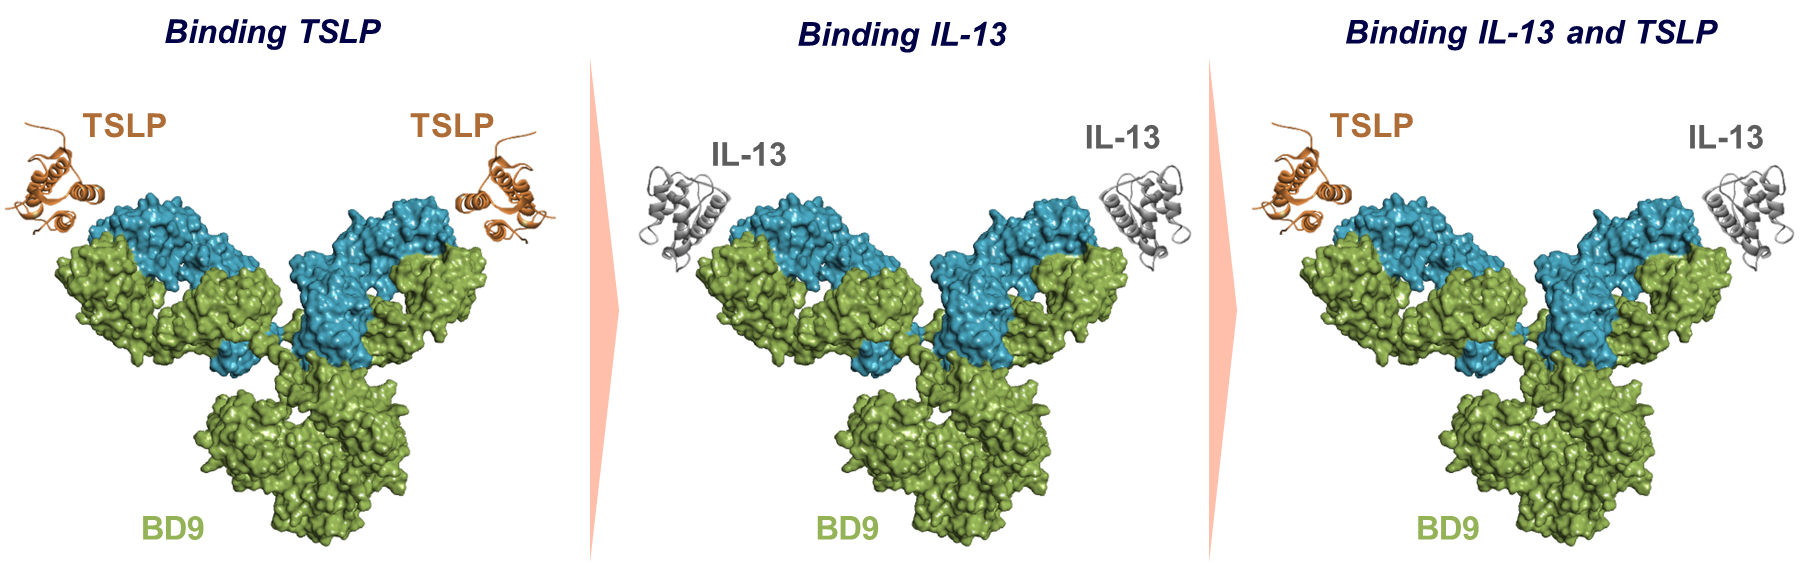 Binding TSLP
TSLP
TSLP
BD9
Binding IL-13
IL-13
IL-13
BD9
Binding IL-13 and TSLP
TSLP
IL-13
BD9